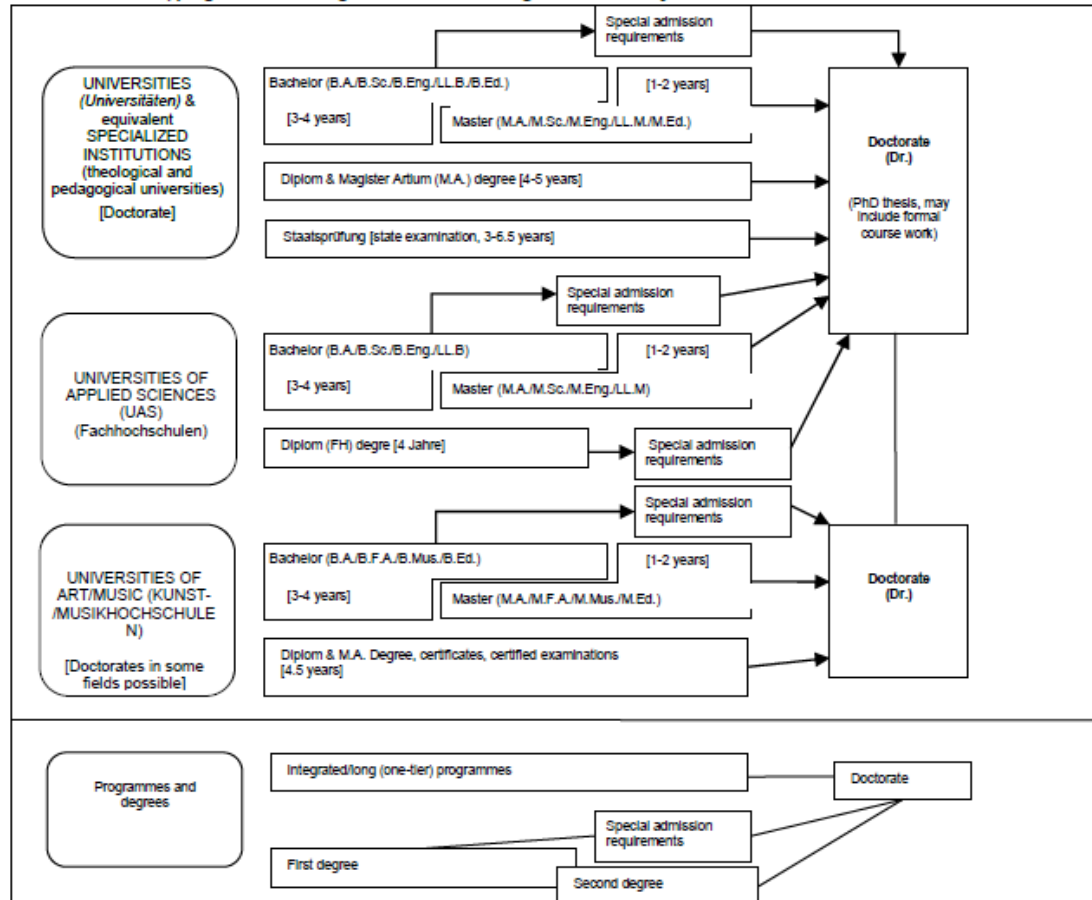 Special admission
requirements
UNIVERSITIES
(Universitäten) &
equivalent
SPECIALIZED
INSTITUTIONS
(theological and
pedagogical universities)
[Doctorate]
Bachelor (B.A./B.Sc./B.Eng./LL.B./B.Ed.)
[3-4 years]
[1-2 years]
Master (M.A./M.Sc./M.Eng./LL.M./M.Ed.)
Diplom & Magister Artium (M.A.) degree [4-5 years]
Staatsprüfung [state examination, 3-6.5 years]
Doctorate
(Dr.)
(PhD thesis, may
include formal
course work)
Special admission
requirements
UNIVERSITIES OF
APPLIED SCIENCES
(UAS)
(Fachhochschulen)
Bachelor (B.A./B.Sc./B.Eng./LL.B)
[3-4 years]
[1-2 years]
Master (M.A./M.Sc./M.Eng./LL.M)
Diplom (FH) degre [4 Jahre]
Special admission
requirements
Special admission
requirements
UNIVERSITIES OF
ART/MUSIC (KUNST-
/MUSIKHOCHSCHULE
N)
[Doctorates in some
fields possible]
Bachelor (B.A./B.F.A./B.Mus./B.Ed.)
[3-4 years]
[1-2 years]
Master (M.A./M.F.A./M.Mus./M.Ed.)
Diplom & M.A. Degree, certificates, certified examinations
[4.5 years]
Doctorate
(Dr.)
Programmes and
degrees
Integrated/long (one-tier) programmes
Doctorate
Special admission
requirements
First degree
Second degree